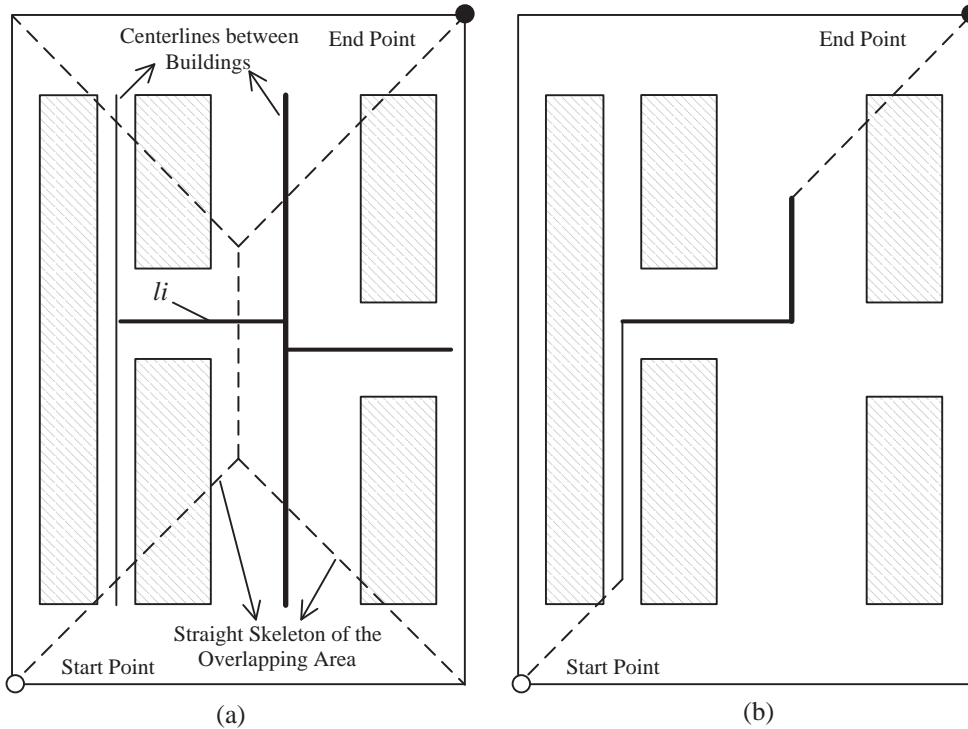 Centerlines between
Buildings
End Point
li
Straight Skeleton of the
Overlapping Area
Start Point
(a)
End Point
Start Point
(b)